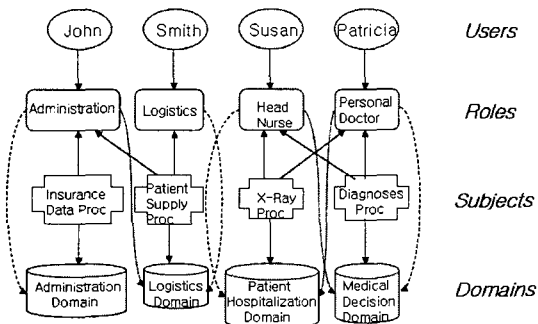 John
Smith
Susan
Patricia
Users
Administration
Logistics
Head
Nurse
Personal
Doctor
Roles
Insurance
Data Proc
Patient
Supply
Proc
X-Ray
Proc
Diagnoses
Proc
Subjects
Administration
Domain
Logistics
Domain
Patient
Hospitalization
Domain
Medical
Decision
Domain
Domains